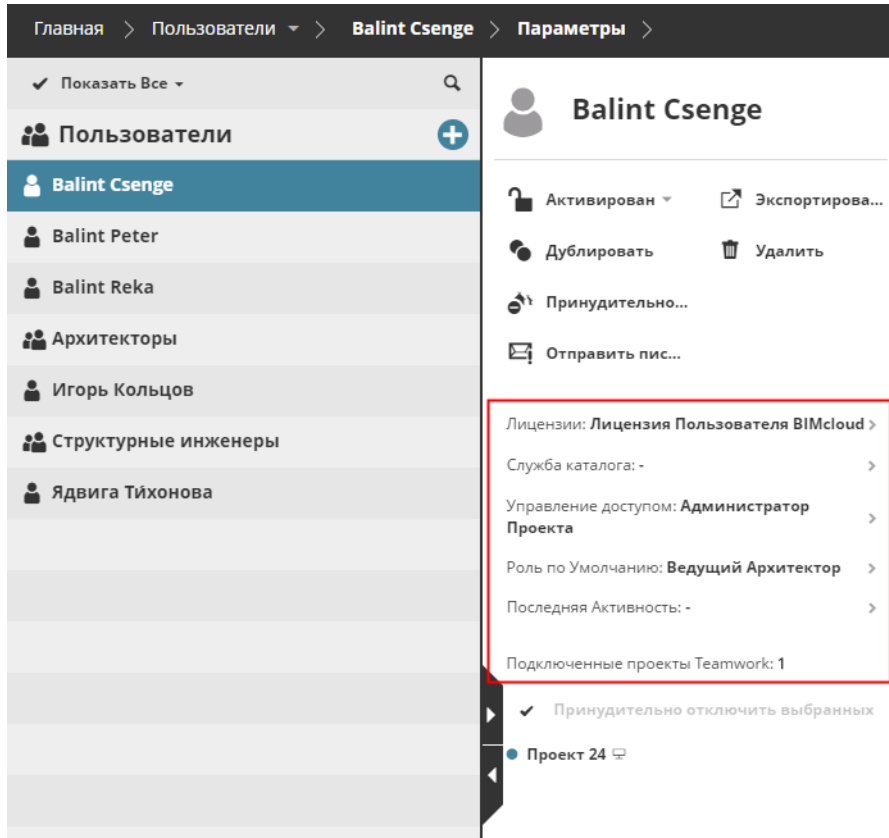 Главная > Пользователи > Balint Csenge > Параметры >
Показать Все
Пользователи
Balint Csenge
Balint Peter
Balint Reka
Архитекторы
Игорь Кольцов
Структурные инженеры
Ядвига Ти́хонова
Balint Csenge
Активирован
Экспортирова...
Дублировать
Удалить
Принудительно...
Отправить пис...
Лицензии: Лицензия Пользователя BIMcloud >
Служба каталога: - >
Управление доступом: Администратор
Проекта >
Роль по Умолчанию: Ведущий Архитектор >
Последняя Активность: - >
Подключенные проекты Teamwork: 1
Принудительно отключить выбранных
Проект 24